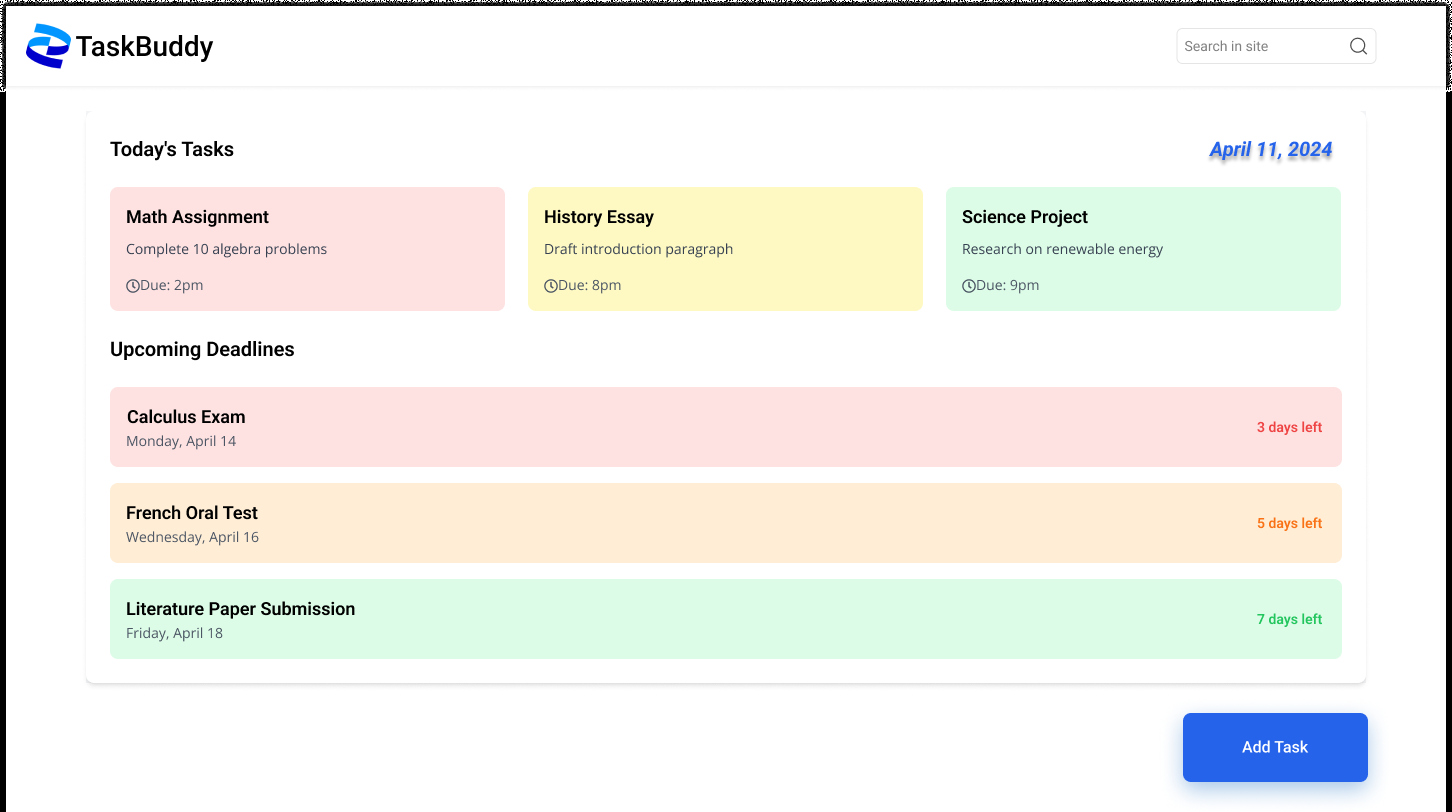 TaskBuddy
Search in site
Today's Tasks
April 11, 2024
Math Assignment
Complete 10 algebra problems
Due: 2pm
History Essay
Draft introduction paragraph
Due: 8pm
Science Project
Research on renewable energy
Due: 9pm
Upcoming Deadlines
Calculus Exam
Monday, April 14
3 days left
French Oral Test
Wednesday, April 16
5 days left
Literature Paper Submission
Friday, April 18
7 days left
Add Task